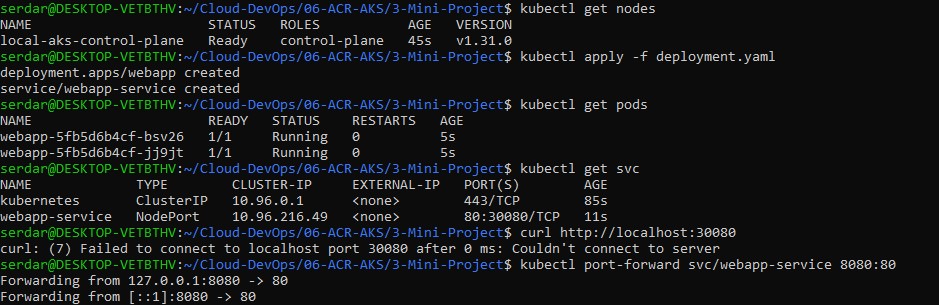 serdar@DESKTOP-VETBTHV:~/Cloud-DevOps/06-ACR-AKS/3-Mini-Project$ kubectl get nodes
NAME                      STATUS   ROLES           AGE   VERSION
local-aks-control-plane   Ready    control-plane   45s   v1.31.0
serdar@DESKTOP-VETBTHV:~/Cloud-DevOps/06-ACR-AKS/3-Mini-Project$ kubectl apply -f deployment.yaml
deployment.apps/webapp created
service/webapp-service created
serdar@DESKTOP-VETBTHV:~/Cloud-DevOps/06-ACR-AKS/3-Mini-Project$ kubectl get pods
NAME                      READY   STATUS    RESTARTS   AGE
webapp-5fb5d6b4cf-bsv26   1/1     Running   0          5s
webapp-5fb5d6b4cf-jj9jt   1/1     Running   0          5s
serdar@DESKTOP-VETBTHV:~/Cloud-DevOps/06-ACR-AKS/3-Mini-Project$ kubectl get svc
NAME             TYPE        CLUSTER-IP      EXTERNAL-IP   PORT(S)        AGE
kubernetes       ClusterIP   10.96.0.1       <none>        443/TCP        85s
webapp-service   NodePort    10.96.216.49    <none>        80:30080/TCP   11s
serdar@DESKTOP-VETBTHV:~/Cloud-DevOps/06-ACR-AKS/3-Mini-Project$ curl http://localhost:30080
curl: (7) Failed to connect to localhost port 30080 after 0 ms: Couldn't connect to server
serdar@DESKTOP-VETBTHV:~/Cloud-DevOps/06-ACR-AKS/3-Mini-Project$ kubectl port-forward svc/webapp-service 8080:80
Forwarding from 127.0.0.1:8080 -> 80
Forwarding from [::1]:8080 -> 80